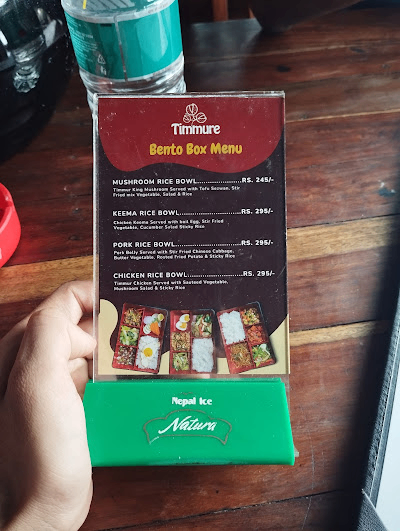 Timmure
Bento Box Menu
MUSHROOM RICE BOWL......................RS. 245/-
Timmur King Mushroom Served with Tofu Secwan, Stir
Fried mix Vegetable, Salad & Rice
KEEMA RICE BOWL..............................RS. 295/-
Chicken Keema Served with boil Egg, Stir Fried
Vegetable, Cucumber Salad Sticky Rice
PORK RICE BOWL................................RS. 295/-
Pork Belly Served with Stir Fried Chinese Cabbage,
Butter Vegetable, Rosted Fried Potato & Sticky Rice
CHICKEN RICE BOWL...........................RS. 295/-
Timmur Chicken Served with Sauteed Vegetable,
Mushroom Salad & Sticky Rice
Nepal Ice
Natura